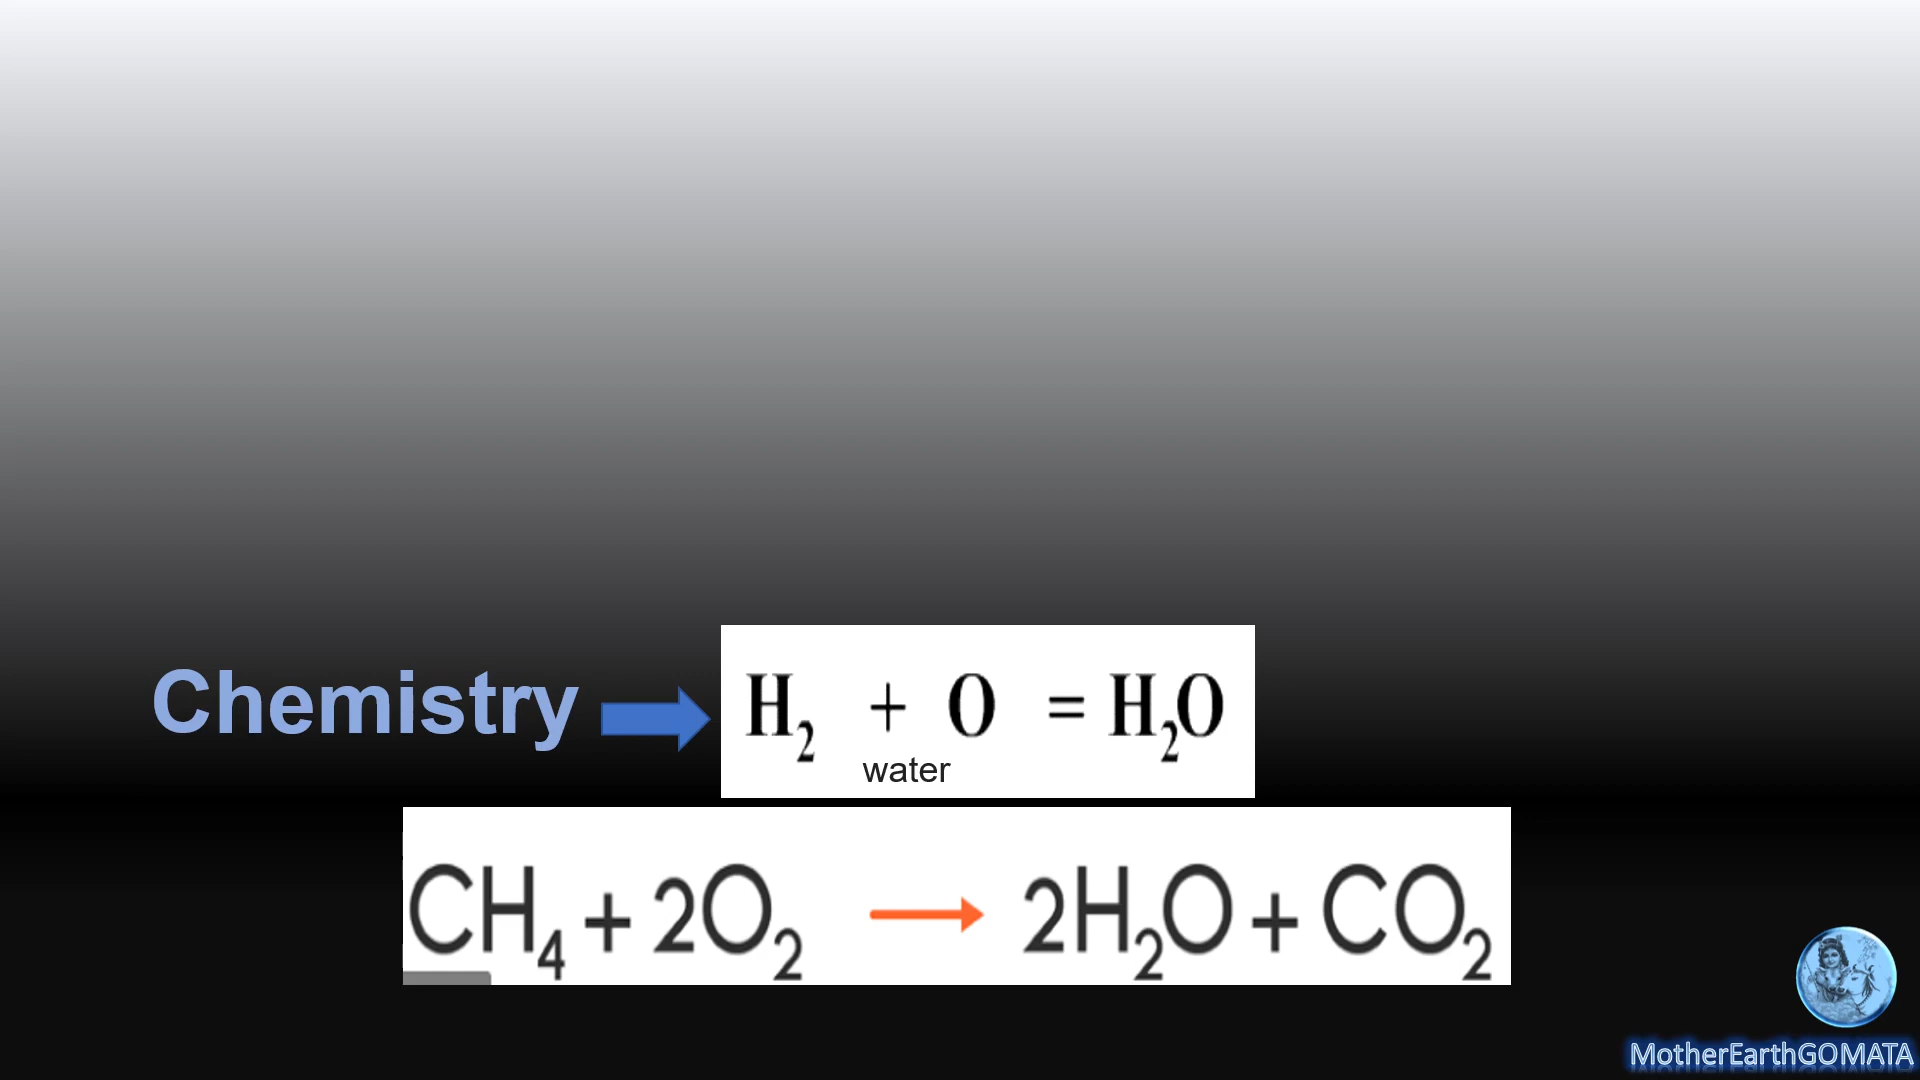 Chemistry
H₂ + O = H₂O
water
CH₄ + 2O₂ → 2H₂O + CO₂
MotherEarthGOMATA